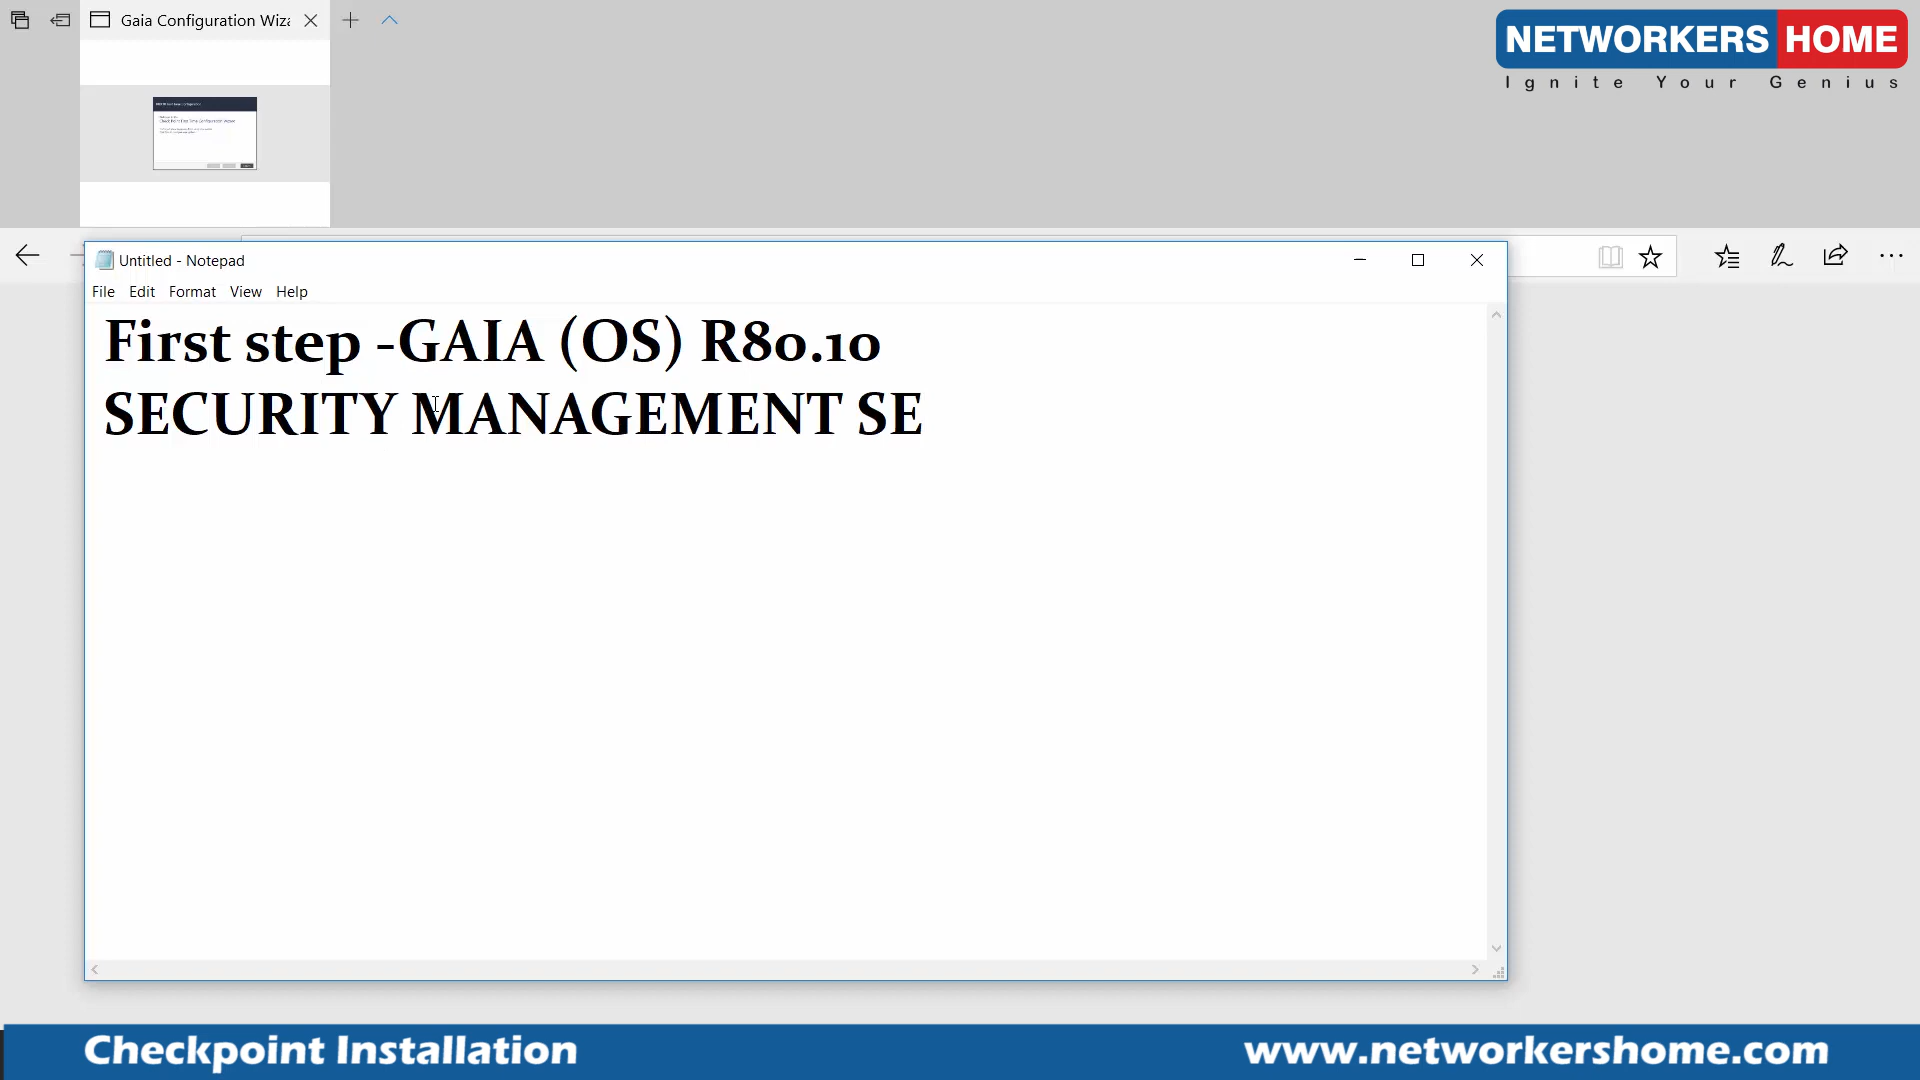 Gaia Configuration Wiz
NETWORKERS HOME
Ignite Your Genius
Untitled - Notepad
File Edit Format View Help
First step -GAIA (OS) R80.10
SECURITY MANAGEMENT SE
Checkpoint Installation
www.networkershome.com